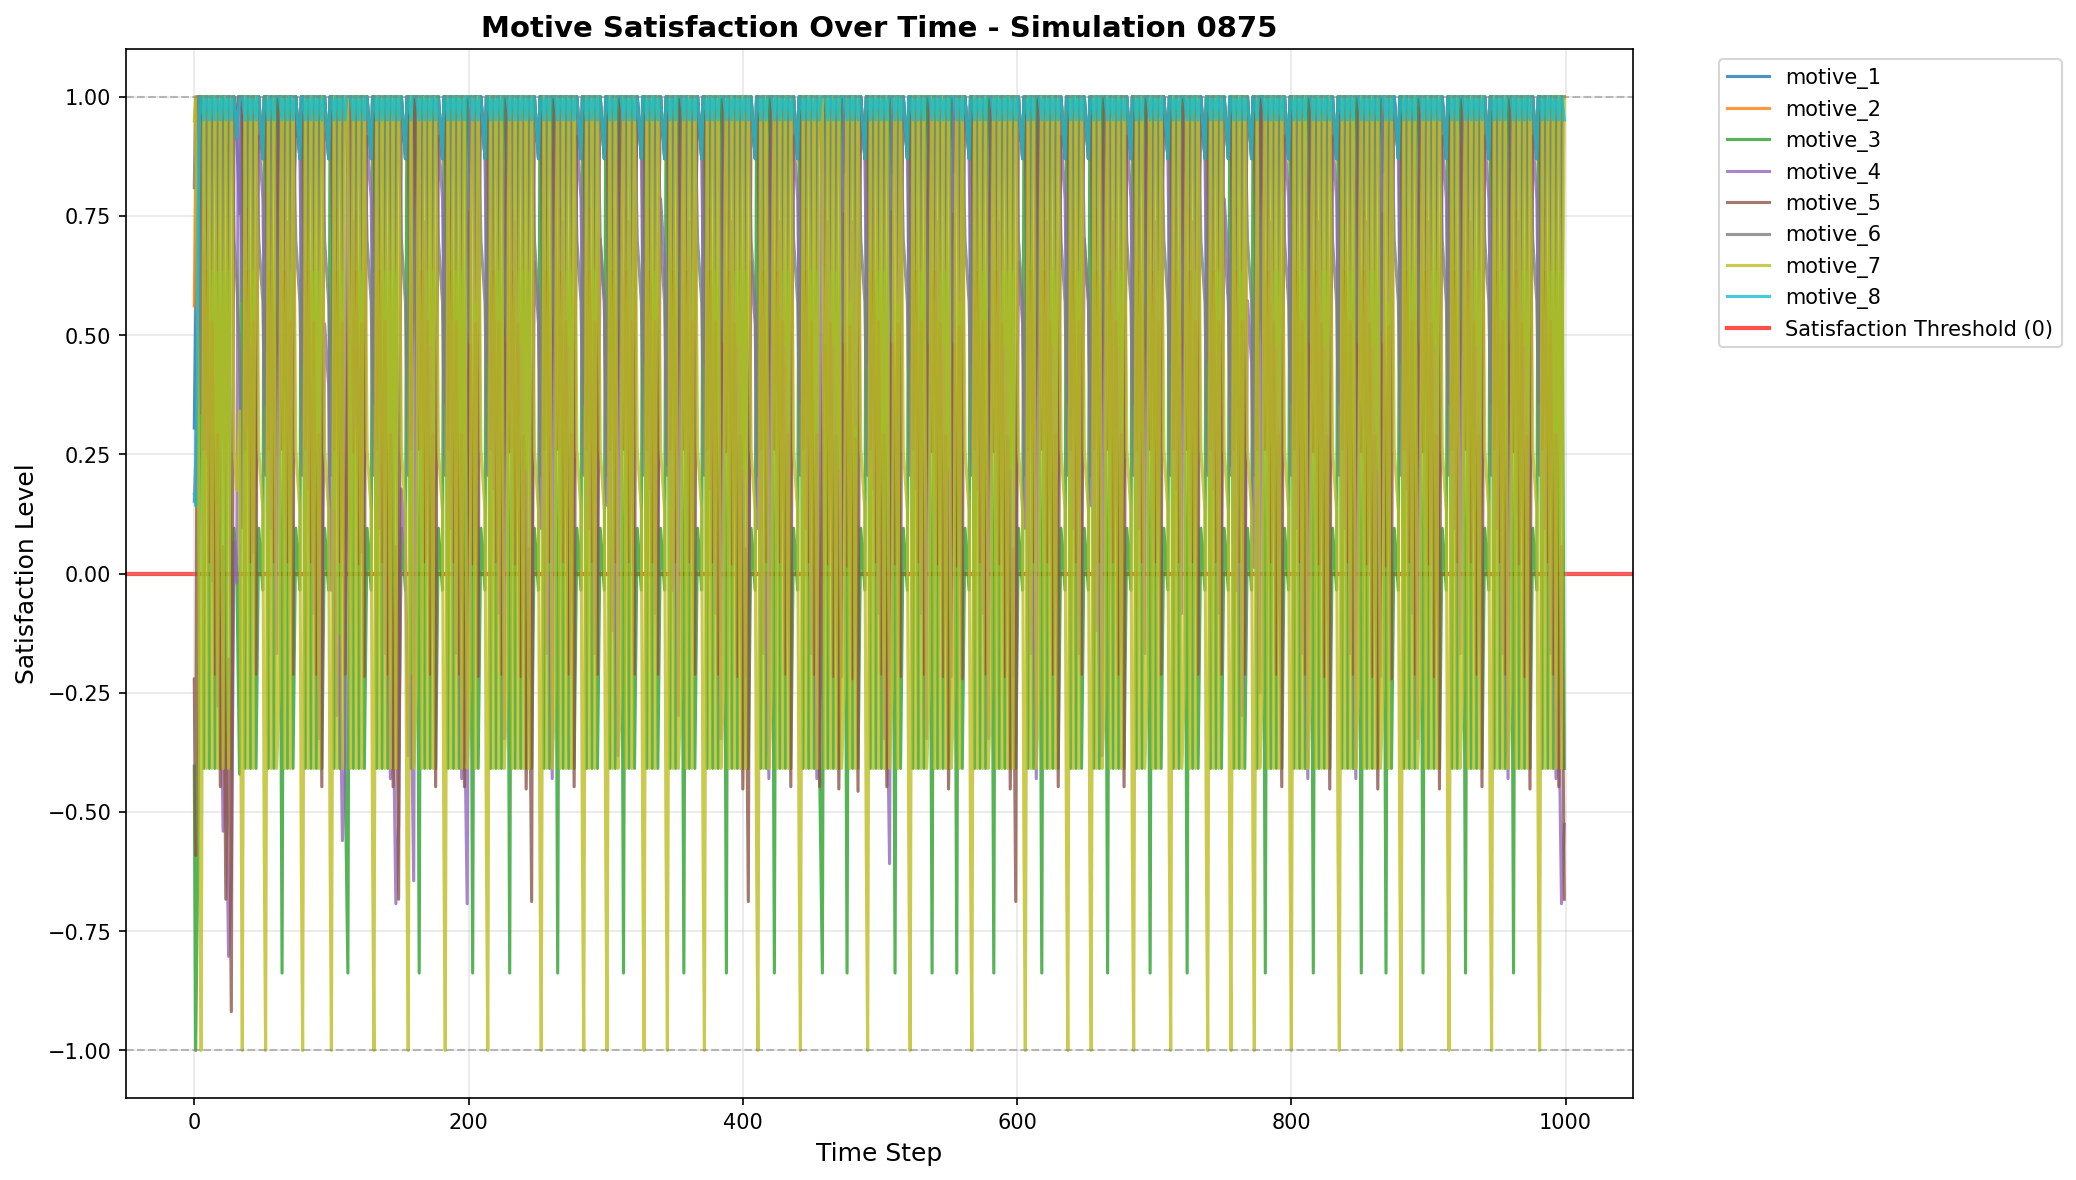 Motive Satisfaction Over Time - Simulation 0875
Satisfaction Level
1.00
0.75
0.50
0.25
0.00
−0.25
−0.50
−0.75
−1.00
0
200
400
600
800
1000
Time Step
motive_1
motive_2
motive_3
motive_4
motive_5
motive_6
motive_7
motive_8
Satisfaction Threshold (0)